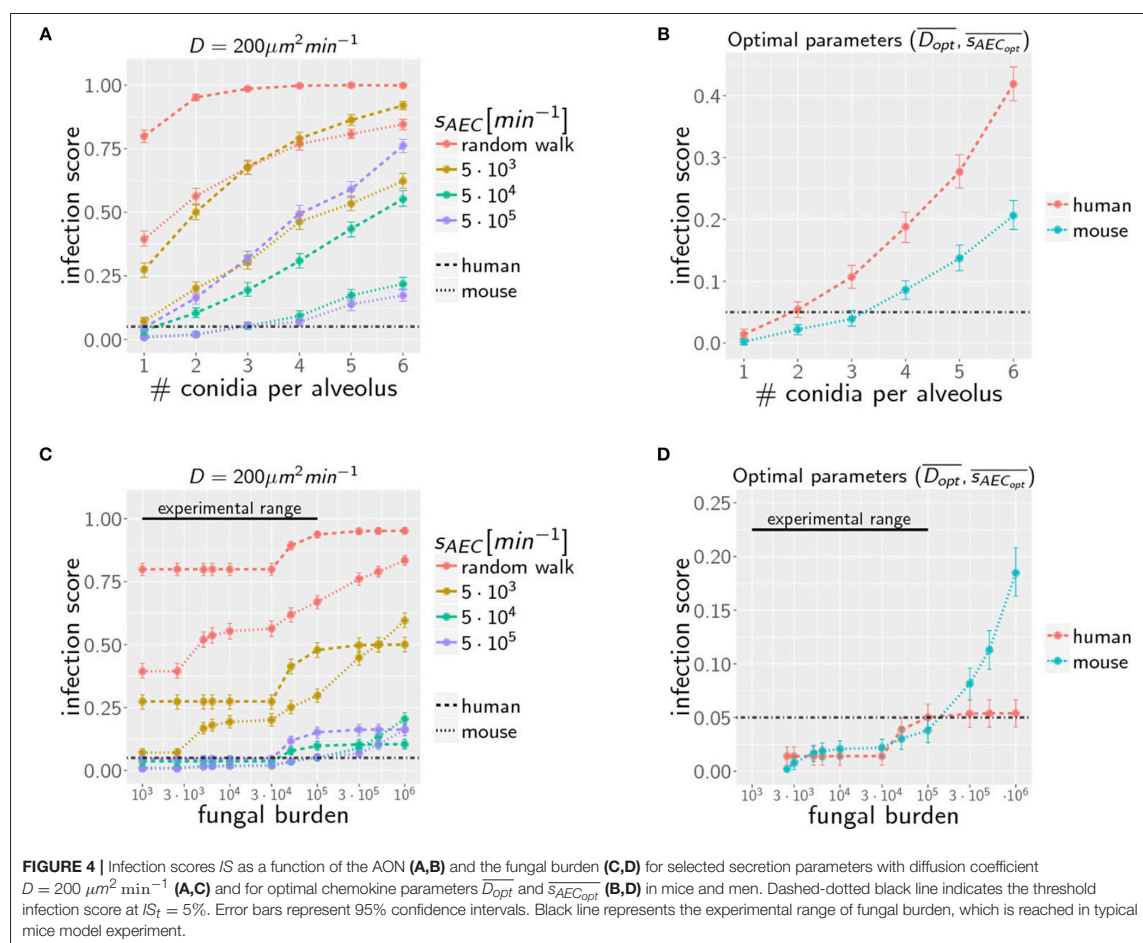 A
D = 200μm²min⁻¹
infection score
1.00
0.75
0.50
0.25
0.00
1 2 3 4 5 6
# conidia per alveolus
s_AEC [min⁻¹]
random walk
5 · 10³
5 · 10⁴
5 · 10⁵
human
mouse
B
Optimal parameters (D̅_opt, s̅_AEC_opt)
infection score
0.4
0.3
0.2
0.1
0.0
1 2 3 4 5 6
# conidia per alveolus
human
mouse
C
D = 200μm²min⁻¹
experimental range
infection score
1.00
0.75
0.50
0.25
0.00
10³ 3·10³ 10⁴ 3·10⁴ 10⁵ 3·10⁵ 10⁶
fungal burden
s_AEC [min⁻¹]
random walk
5 · 10³
5 · 10⁴
5 · 10⁵
human
mouse
D
Optimal parameters (D̅_opt, s̅_AEC_opt)
experimental range
infection score
0.25
0.20
0.15
0.10
0.05
0.00
10³ 3·10³ 10⁴ 3·10⁴ 10⁵ 3·10⁵ ·10⁶
fungal burden
human
mouse
FIGURE 4 | Infection scores IS as a function of the AON (A,B) and the fungal burden (C,D) for selected secretion parameters with diffusion coefficient
D = 200 μm² min⁻¹ (A,C) and for optimal chemokine parameters D̅_opt and s̅_AEC_opt (B,D) in mice and men. Dashed-dotted black line indicates the threshold
infection score at IS_t = 5%. Error bars represent 95% confidence intervals. Black line represents the experimental range of fungal burden, which is reached in typical
mice model experiment.